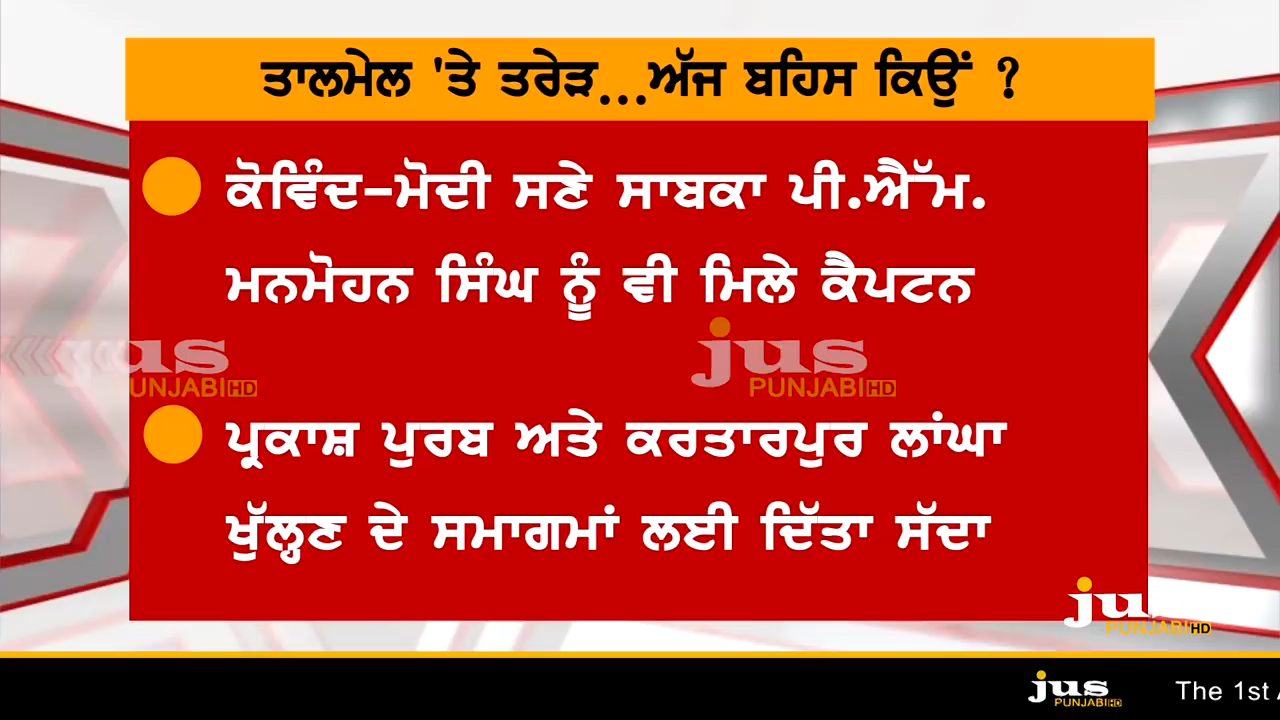 ਤਾਲਮੇਲ 'ਤੇ ਤਰੇੜ...ਅੱਜ ਬਹਿਸ ਕਿਉਂ ?
ਕੋਵਿੰਦ-ਮੋਦੀ ਸਣੇ ਸਾਬਕਾ ਪੀ.ਐੱਮ.
ਮਨਮੋਹਨ ਸਿੰਘ ਨੂੰ ਵੀ ਮਿਲੇ ਕੈਪਟਨ
jus
PUNJABI HD
jus
PUNJABI HD
ਪ੍ਰਕਾਸ਼ ਪੁਰਬ ਅਤੇ ਕਰਤਾਰਪੁਰ ਲਾਂਘਾ
ਖੁੱਲ੍ਹਣ ਦੇ ਸਮਾਗਮਾਂ ਲਈ ਦਿੱਤਾ ਸੱਦਾ
jus
PUNJABI HD
jus
PUNJABI HD
The 1st